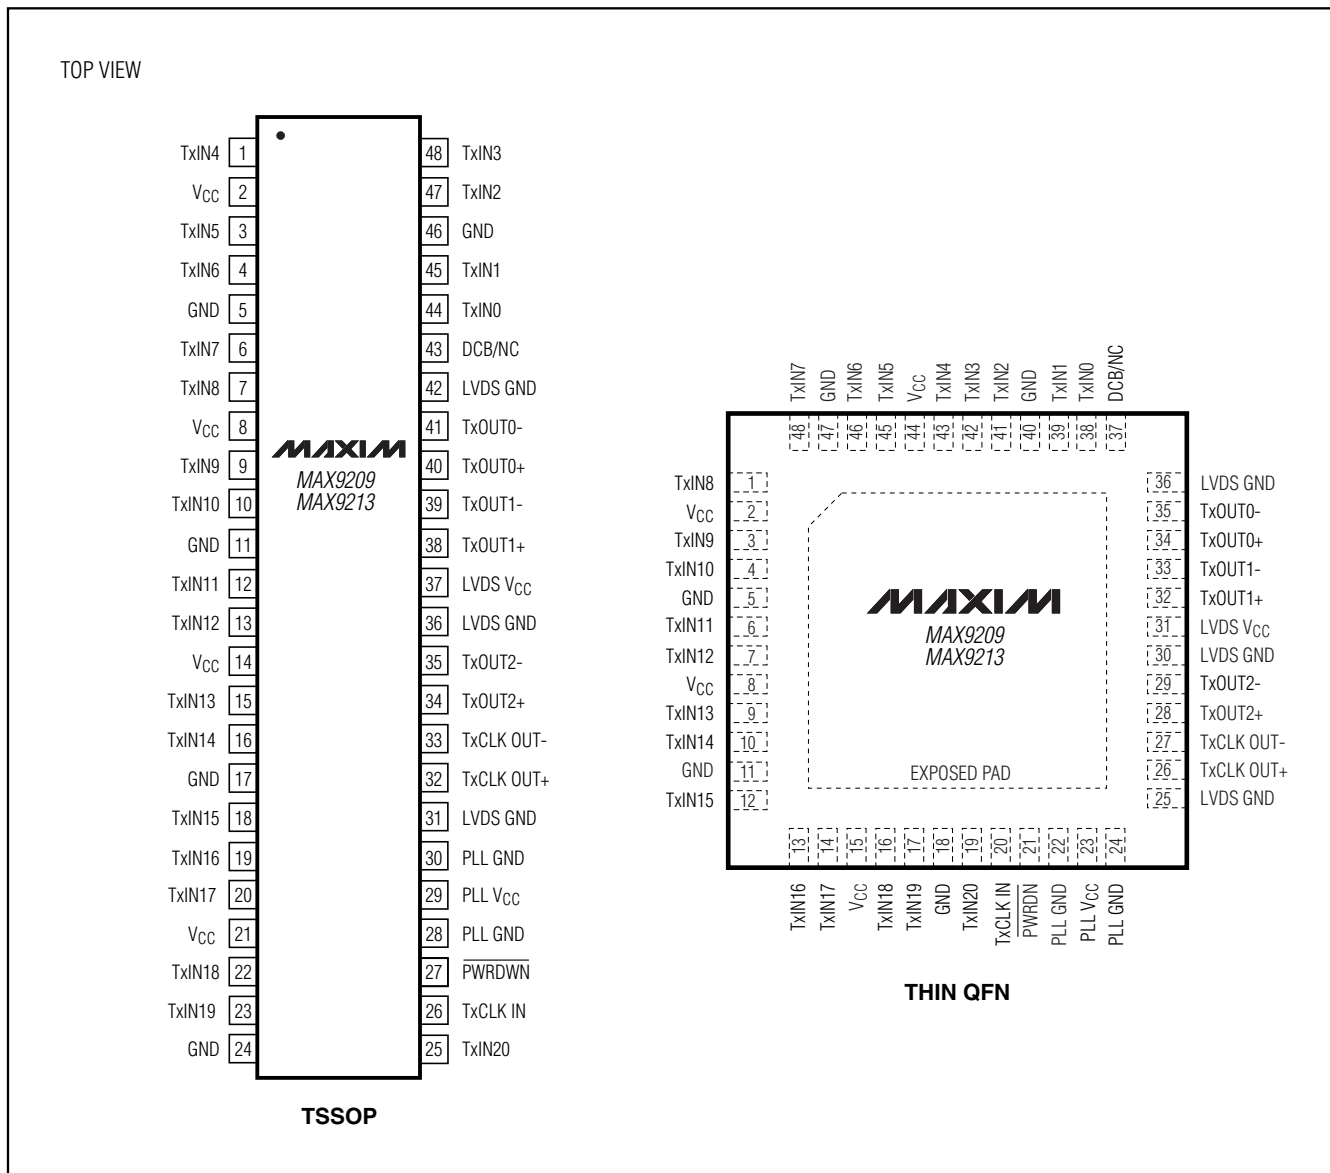 TOP VIEW
TxIN4 1
VCC 2
TxIN5 3
TxIN6 4
GND 5
TxIN7 6
TxIN8 7
VCC 8
TxIN9 9
TxIN10 10
GND 11
TxIN11 12
TxIN12 13
VCC 14
TxIN13 15
TxIN14 16
GND 17
TxIN15 18
TxIN16 19
TxIN17 20
VCC 21
TxIN18 22
TxIN19 23
GND 24
MAXIM
MAX9209
MAX9213
48 TxIN3
47 TxIN2
46 GND
45 TxIN1
44 TxIN0
43 DCB/NC
42 LVDS GND
41 TxOUT0-
40 TxOUT0+
39 TxOUT1-
38 TxOUT1+
37 LVDS VCC
36 LVDS GND
35 TxOUT2-
34 TxOUT2+
33 TxCLK OUT-
32 TxCLK OUT+
31 LVDS GND
30 PLL GND
29 PLL VCC
28 PLL GND
27 PWRDWN
26 TxCLK IN
25 TxIN20
TSSOP
TxIN7 48
GND 47
TxIN6 46
TxIN5 45
VCC 44
TxIN4 43
TxIN3 42
TxIN2 41
GND 40
TxIN1 39
TxIN0 38
DCB/NC 37
TxIN8 1
VCC 2
TxIN9 3
TxIN10 4
GND 5
TxIN11 6
TxIN12 7
VCC 8
TxIN13 9
TxIN14 10
GND 11
TxIN15 12
MAXIM
MAX9209
MAX9213
EXPOSED PAD
36 LVDS GND
35 TxOUT0-
34 TxOUT0+
33 TxOUT1-
32 TxOUT1+
31 LVDS VCC
30 LVDS GND
29 TxOUT2-
28 TxOUT2+
27 TxCLK OUT-
26 TxCLK OUT+
25 LVDS GND
TxIN16 13
TxIN17 14
VCC 15
TxIN18 16
TxIN19 17
GND 18
TxIN20 19
TxCLK IN 20
PWRDN 21
PLL GND 22
PLL VCC 23
PLL GND 24
THIN QFN